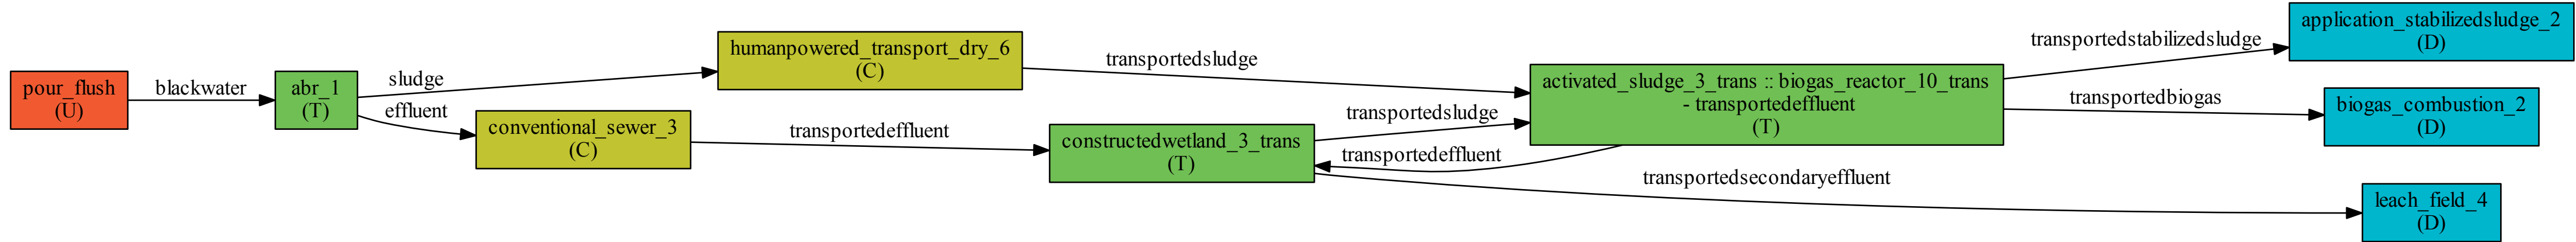 pour_flush
(U)
blackwater
abr_1
(T)
sludge
effluent
humanpowered_transport_dry_6
(C)
conventional_sewer_3
(C)
transportedsludge
transportedeffluent
constructedwetland_3_trans
(T)
transportedsludge
transportedeffluent
activated_sludge_3_trans :: biogas_reactor_10_trans
- transportedeffluent
(T)
transportedstabilizedsludge
transportedbiogas
transportedsecondaryeffluent
application_stabilizedsludge_2
(D)
biogas_combustion_2
(D)
leach_field_4
(D)